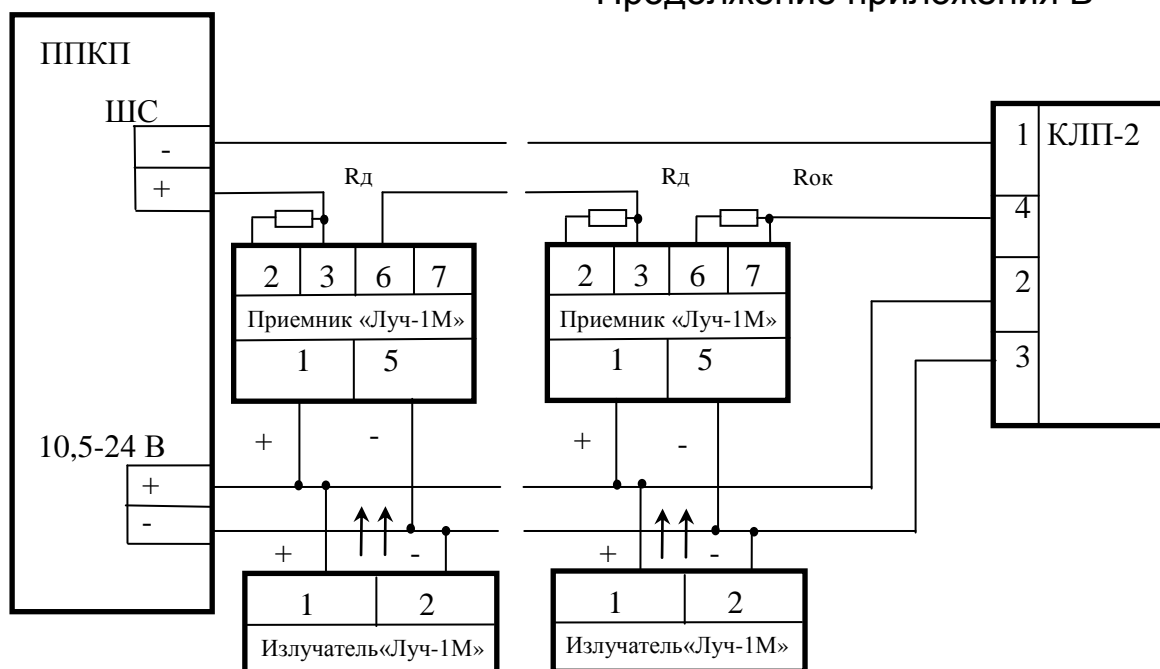 Продолжение приложения В
ППКП
ШС
-
+
1 КЛП-2
Rд
Rд
Rок
4
2 3 6 7
2 3 6 7
2
Приемник «Луч-1М»
Приемник «Луч-1М»
1 5
1 5
3
10,5-24 В
+ -
+ -
+
-
+ -
+ -
1 2
1 2
Излучатель«Луч-1М»
Излучатель«Луч-1М»